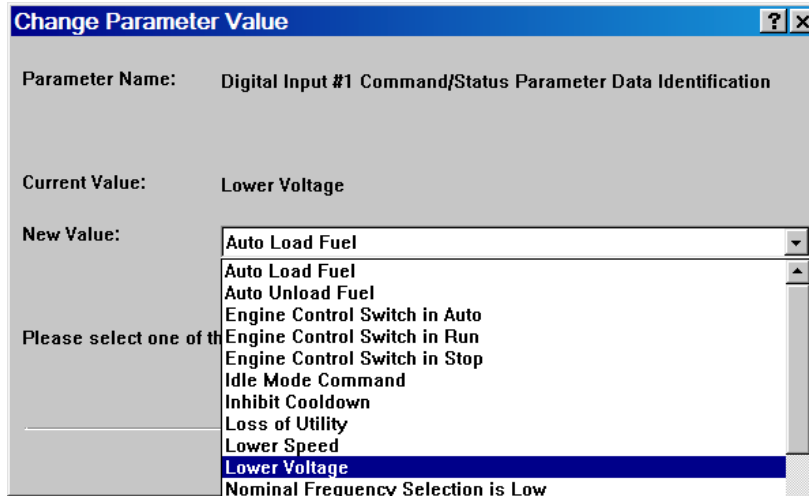 Change Parameter Value
Parameter Name: Digital Input #1 Command/Status Parameter Data Identification
Current Value: Lower Voltage
New Value: Auto Load Fuel
Auto Load Fuel
Auto Unload Fuel
Engine Control Switch in Auto
Please select one of th Engine Control Switch in Run
Engine Control Switch in Stop
Idle Mode Command
Inhibit Cooldown
Loss of Utility
Lower Speed
Lower Voltage
Nominal Frequency Selection is Low